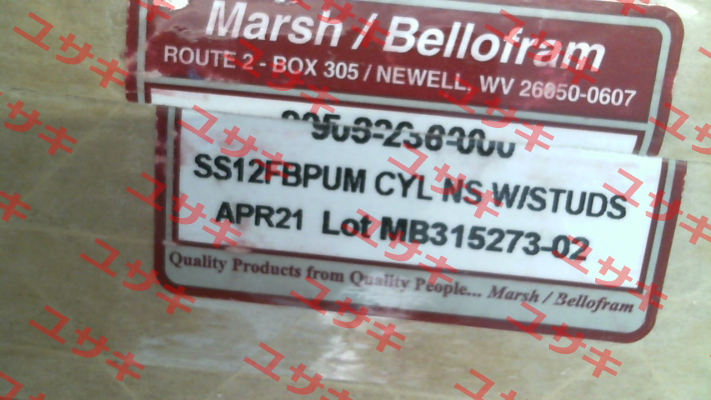 Marsh / Bellofram
ROUTE 2 - BOX 305 / NEWELL, WV 26050-0607
SS12FBPUM CYL NS W/STUDS
APR21 Lot MB315273-02
Quality Products from Quality People... Marsh / Bellofram
ユサキ